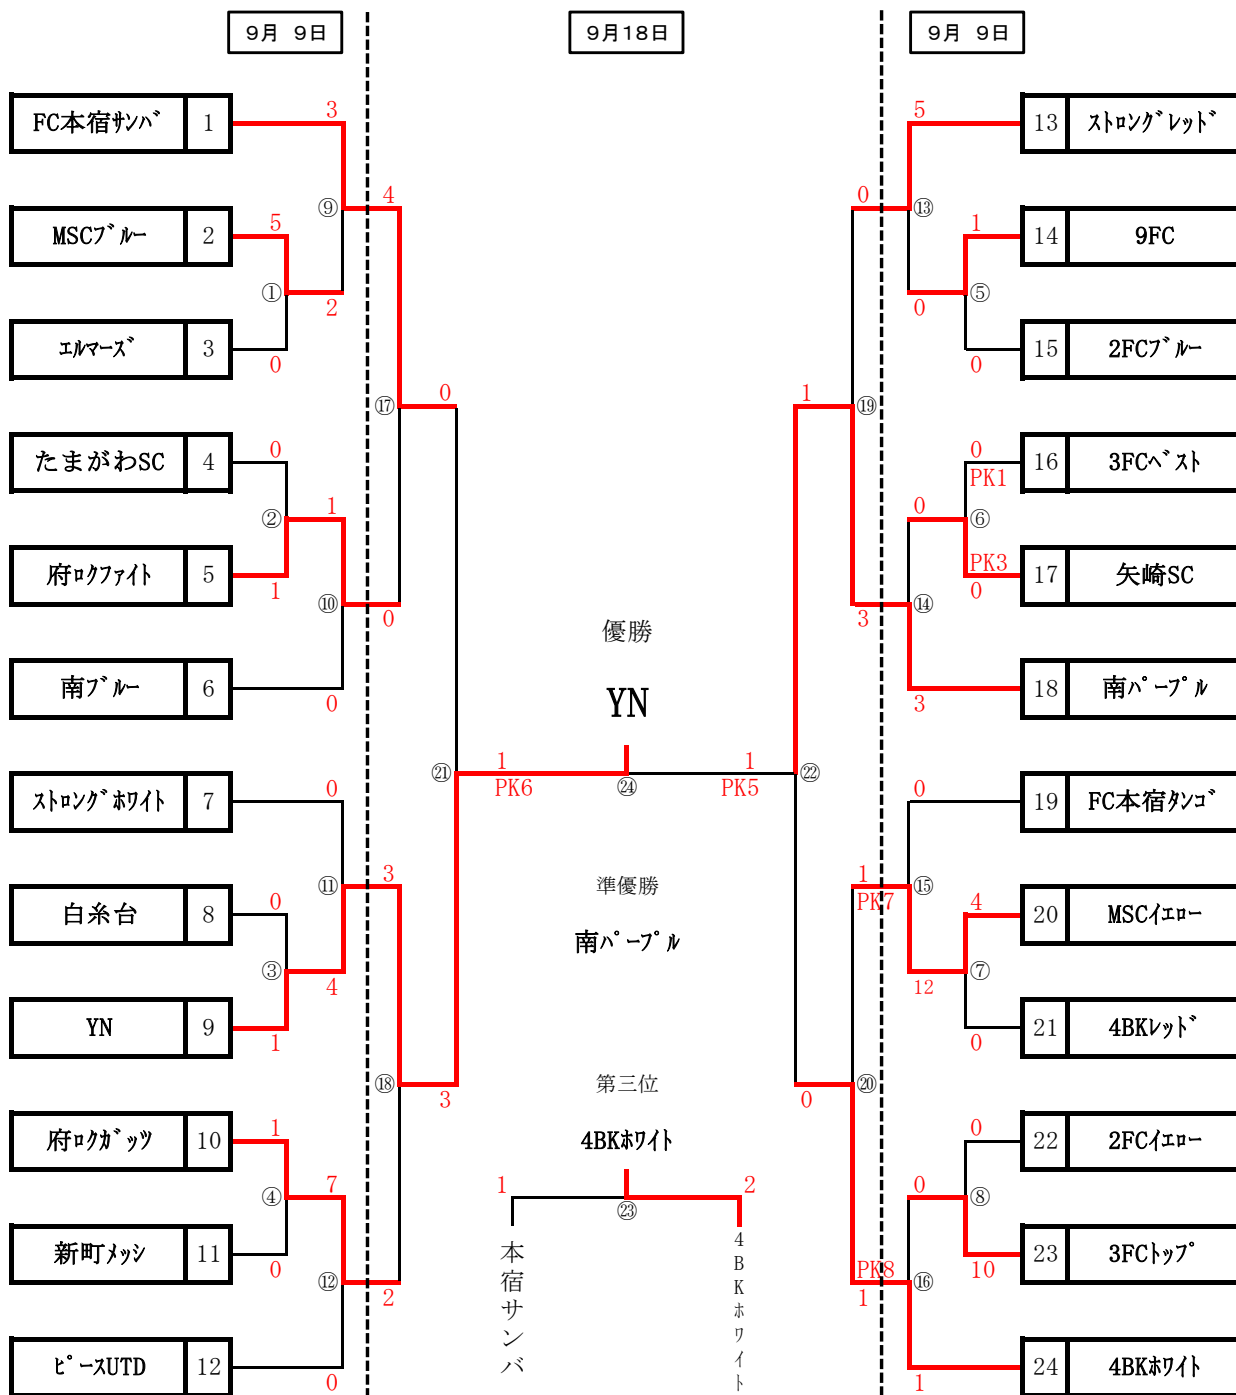 9月 9日
9月18日
9月 9日
FC本宿サンバ 1
3
MSCブルー 2
5
⑨
4
①
2
エルマーズ 3
0
⑰
0
たまがわSC 4
0
②
1
府ロクファイト 5
1
⑩
0
南ブルー 6
0
ストロングホワイト 7
0
㉑
1
PK6
⑪
3
白糸台 8
0
③
4
YN 9
1
⑱
3
府ロクガッツ 10
1
④
7
新町メッシ 11
0
⑫
2
ピースUTD 12
0
優勝
YN
㉔
準優勝
南パープル
第三位
4BKホワイト
1
㉓
2
本宿サンバ
4BKホワイト
5
13 ストロングレッド
0
⑬
1
14 9FC
0
⑤
15 2FCブルー
0
1
⑲
0
PK1
16 3FCベスト
0
⑥
PK3
0
17 矢崎SC
3
⑭
18 南パープル
3
1
PK5
㉒
0
19 FC本宿タンゴ
1
PK7
⑮
4
20 MSCイエロー
12
⑦
21 4BKレッド
0
0
⑳
0
22 2FCイエロー
0
⑧
23 3FCトップ
10
PK8
1
⑯
24 4BKホワイト
1